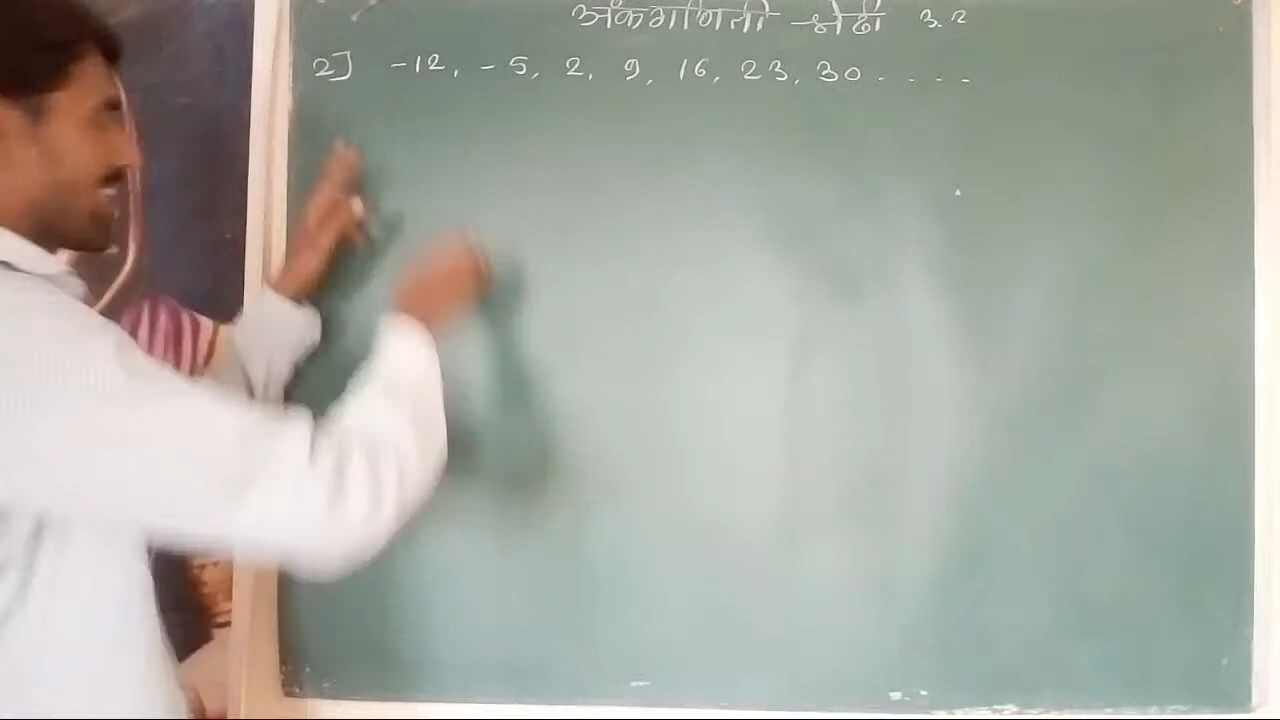 अंकगणिती श्रेढी 3.2
2] -12, -5, 2, 9, 16, 23, 30 . . . .